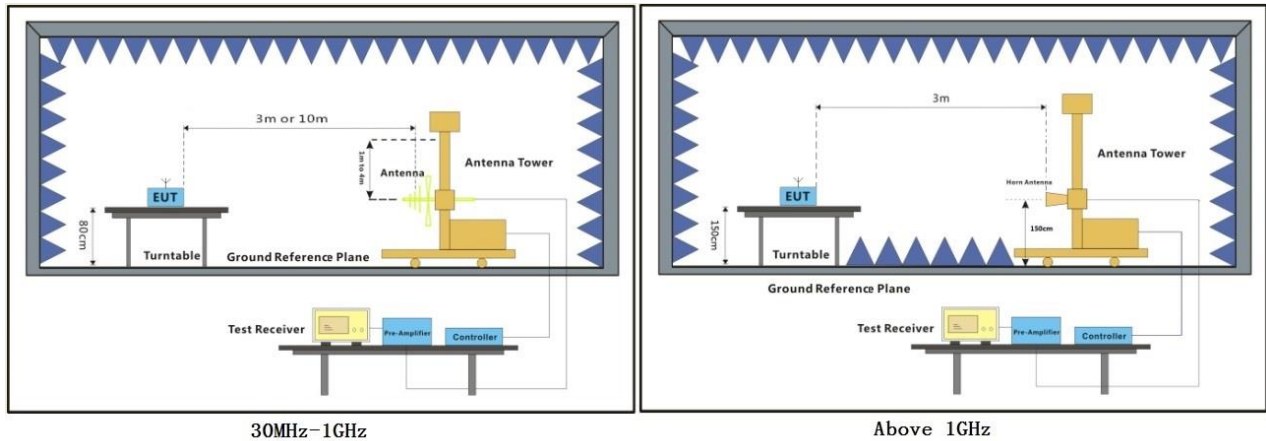 3m or 10m
1m to 4m
Antenna
Antenna Tower
EUT
80cm
Turntable
Ground Reference Plane
Test Receiver
Pre-Amplifier
Controller
30MHz-1GHz
3m
Antenna Tower
Horn Antenna
EUT
150cm
150cm
Turntable
Ground Reference Plane
Test Receiver
Pre-Amplifier
Controller
Above 1GHz